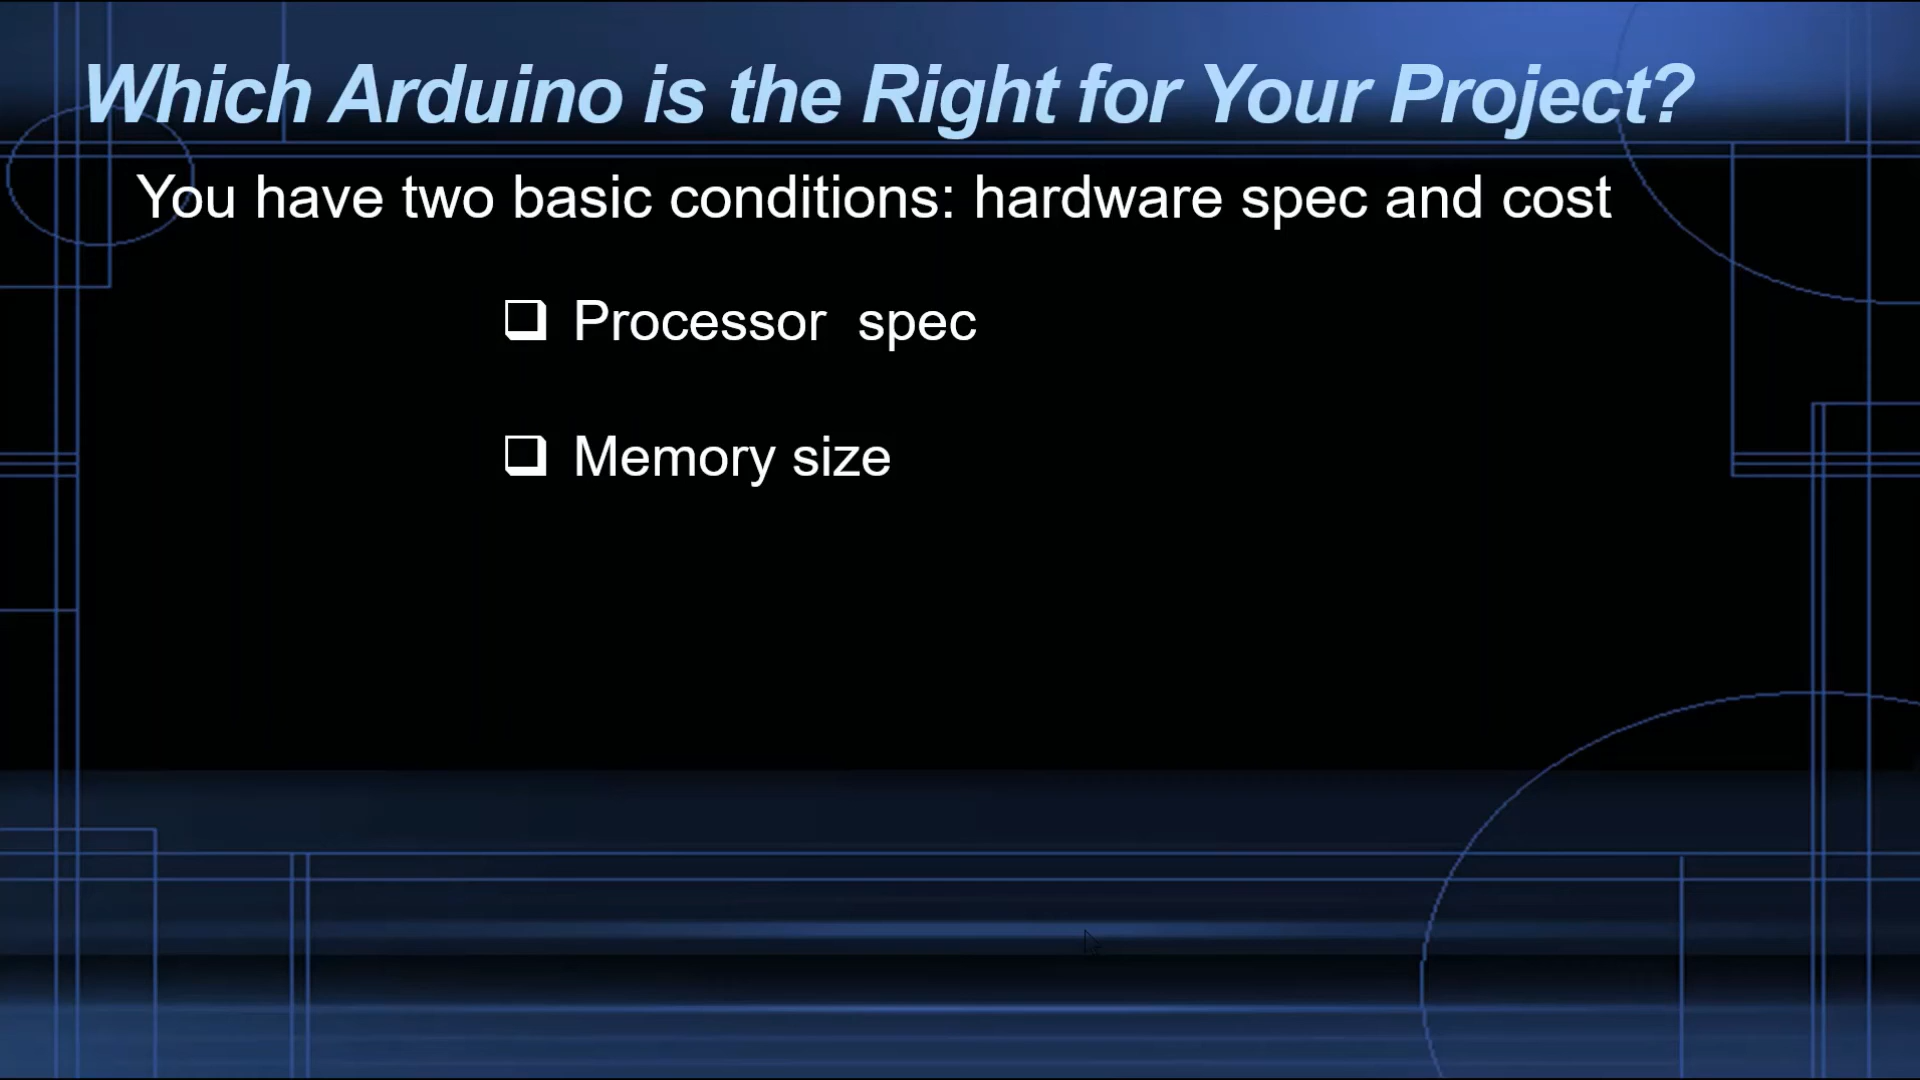 Which Arduino is the Right for Your Project?
You have two basic conditions: hardware spec and cost
Processor spec
Memory size